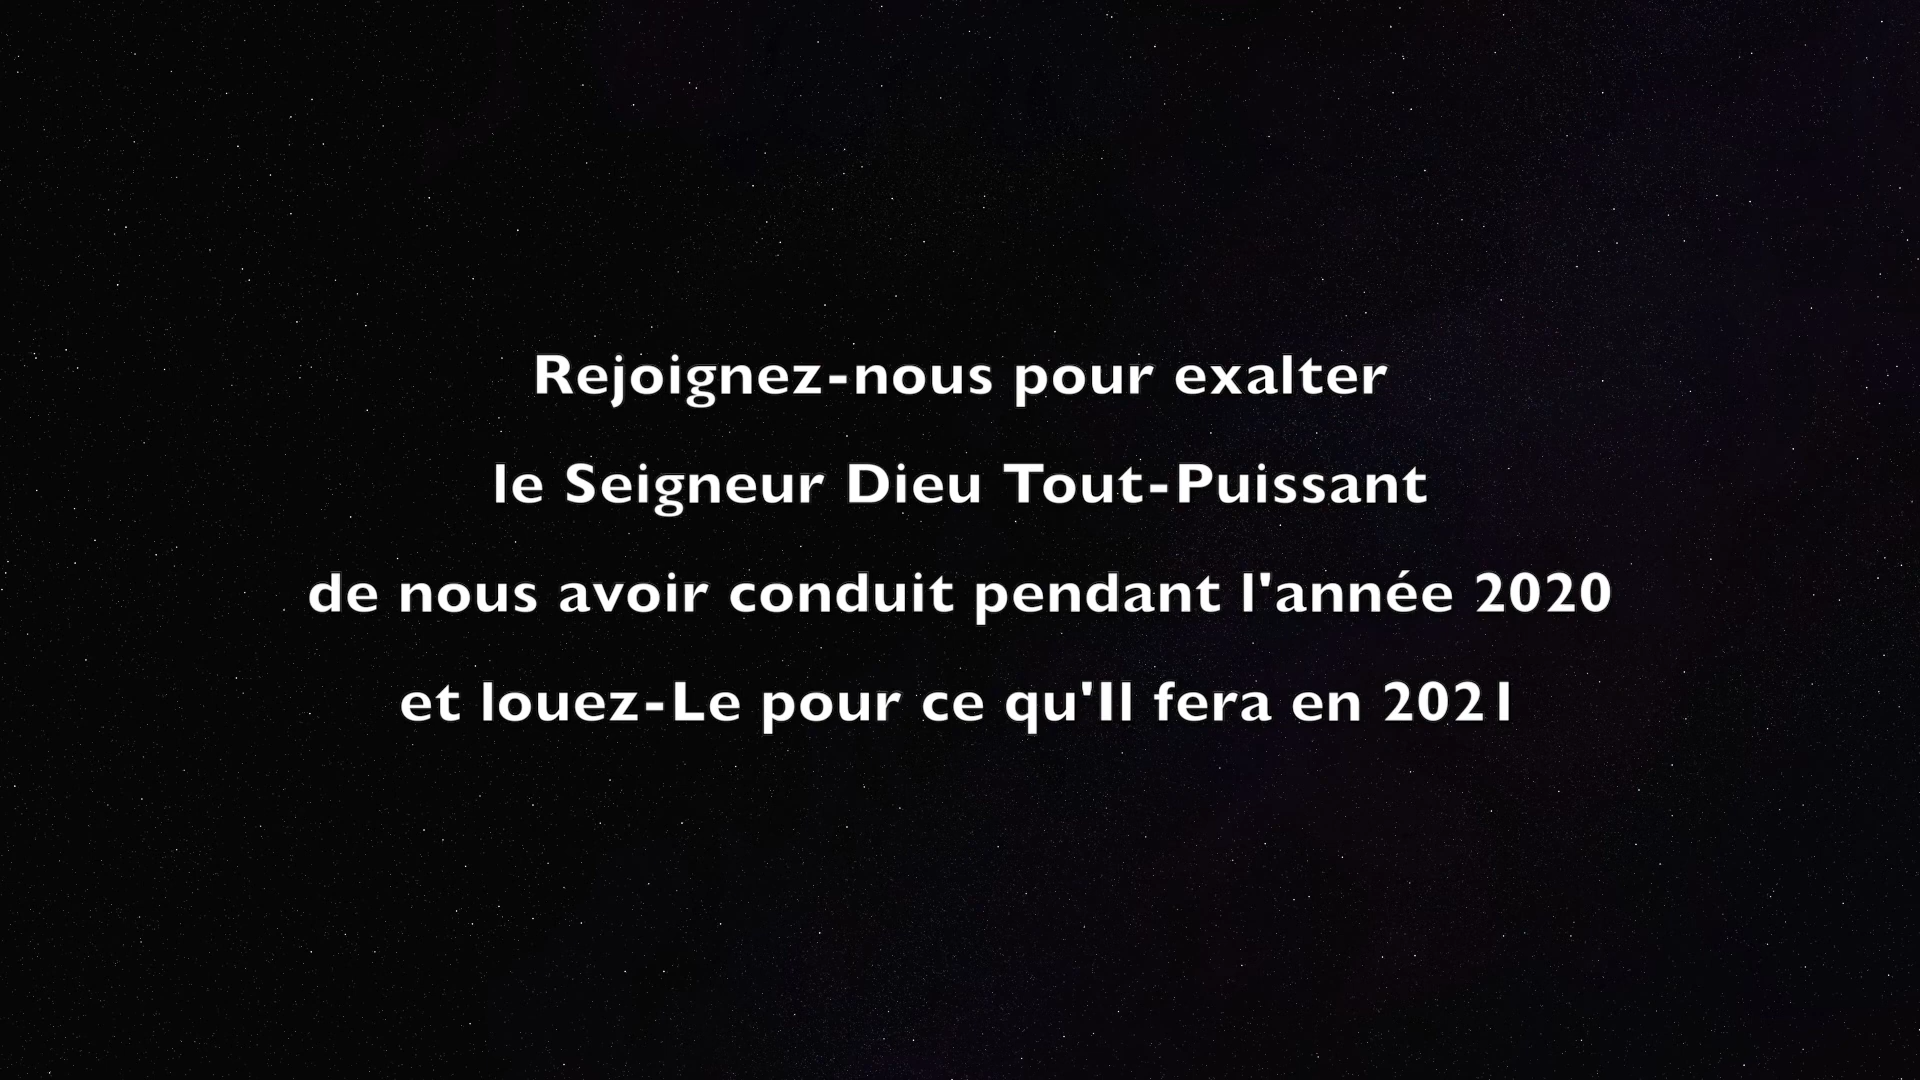 Rejoignez-nous pour exalter
le Seigneur Dieu Tout-Puissant
de nous avoir conduit pendant l'année 2020
et louez-Le pour ce qu'Il fera en 2021